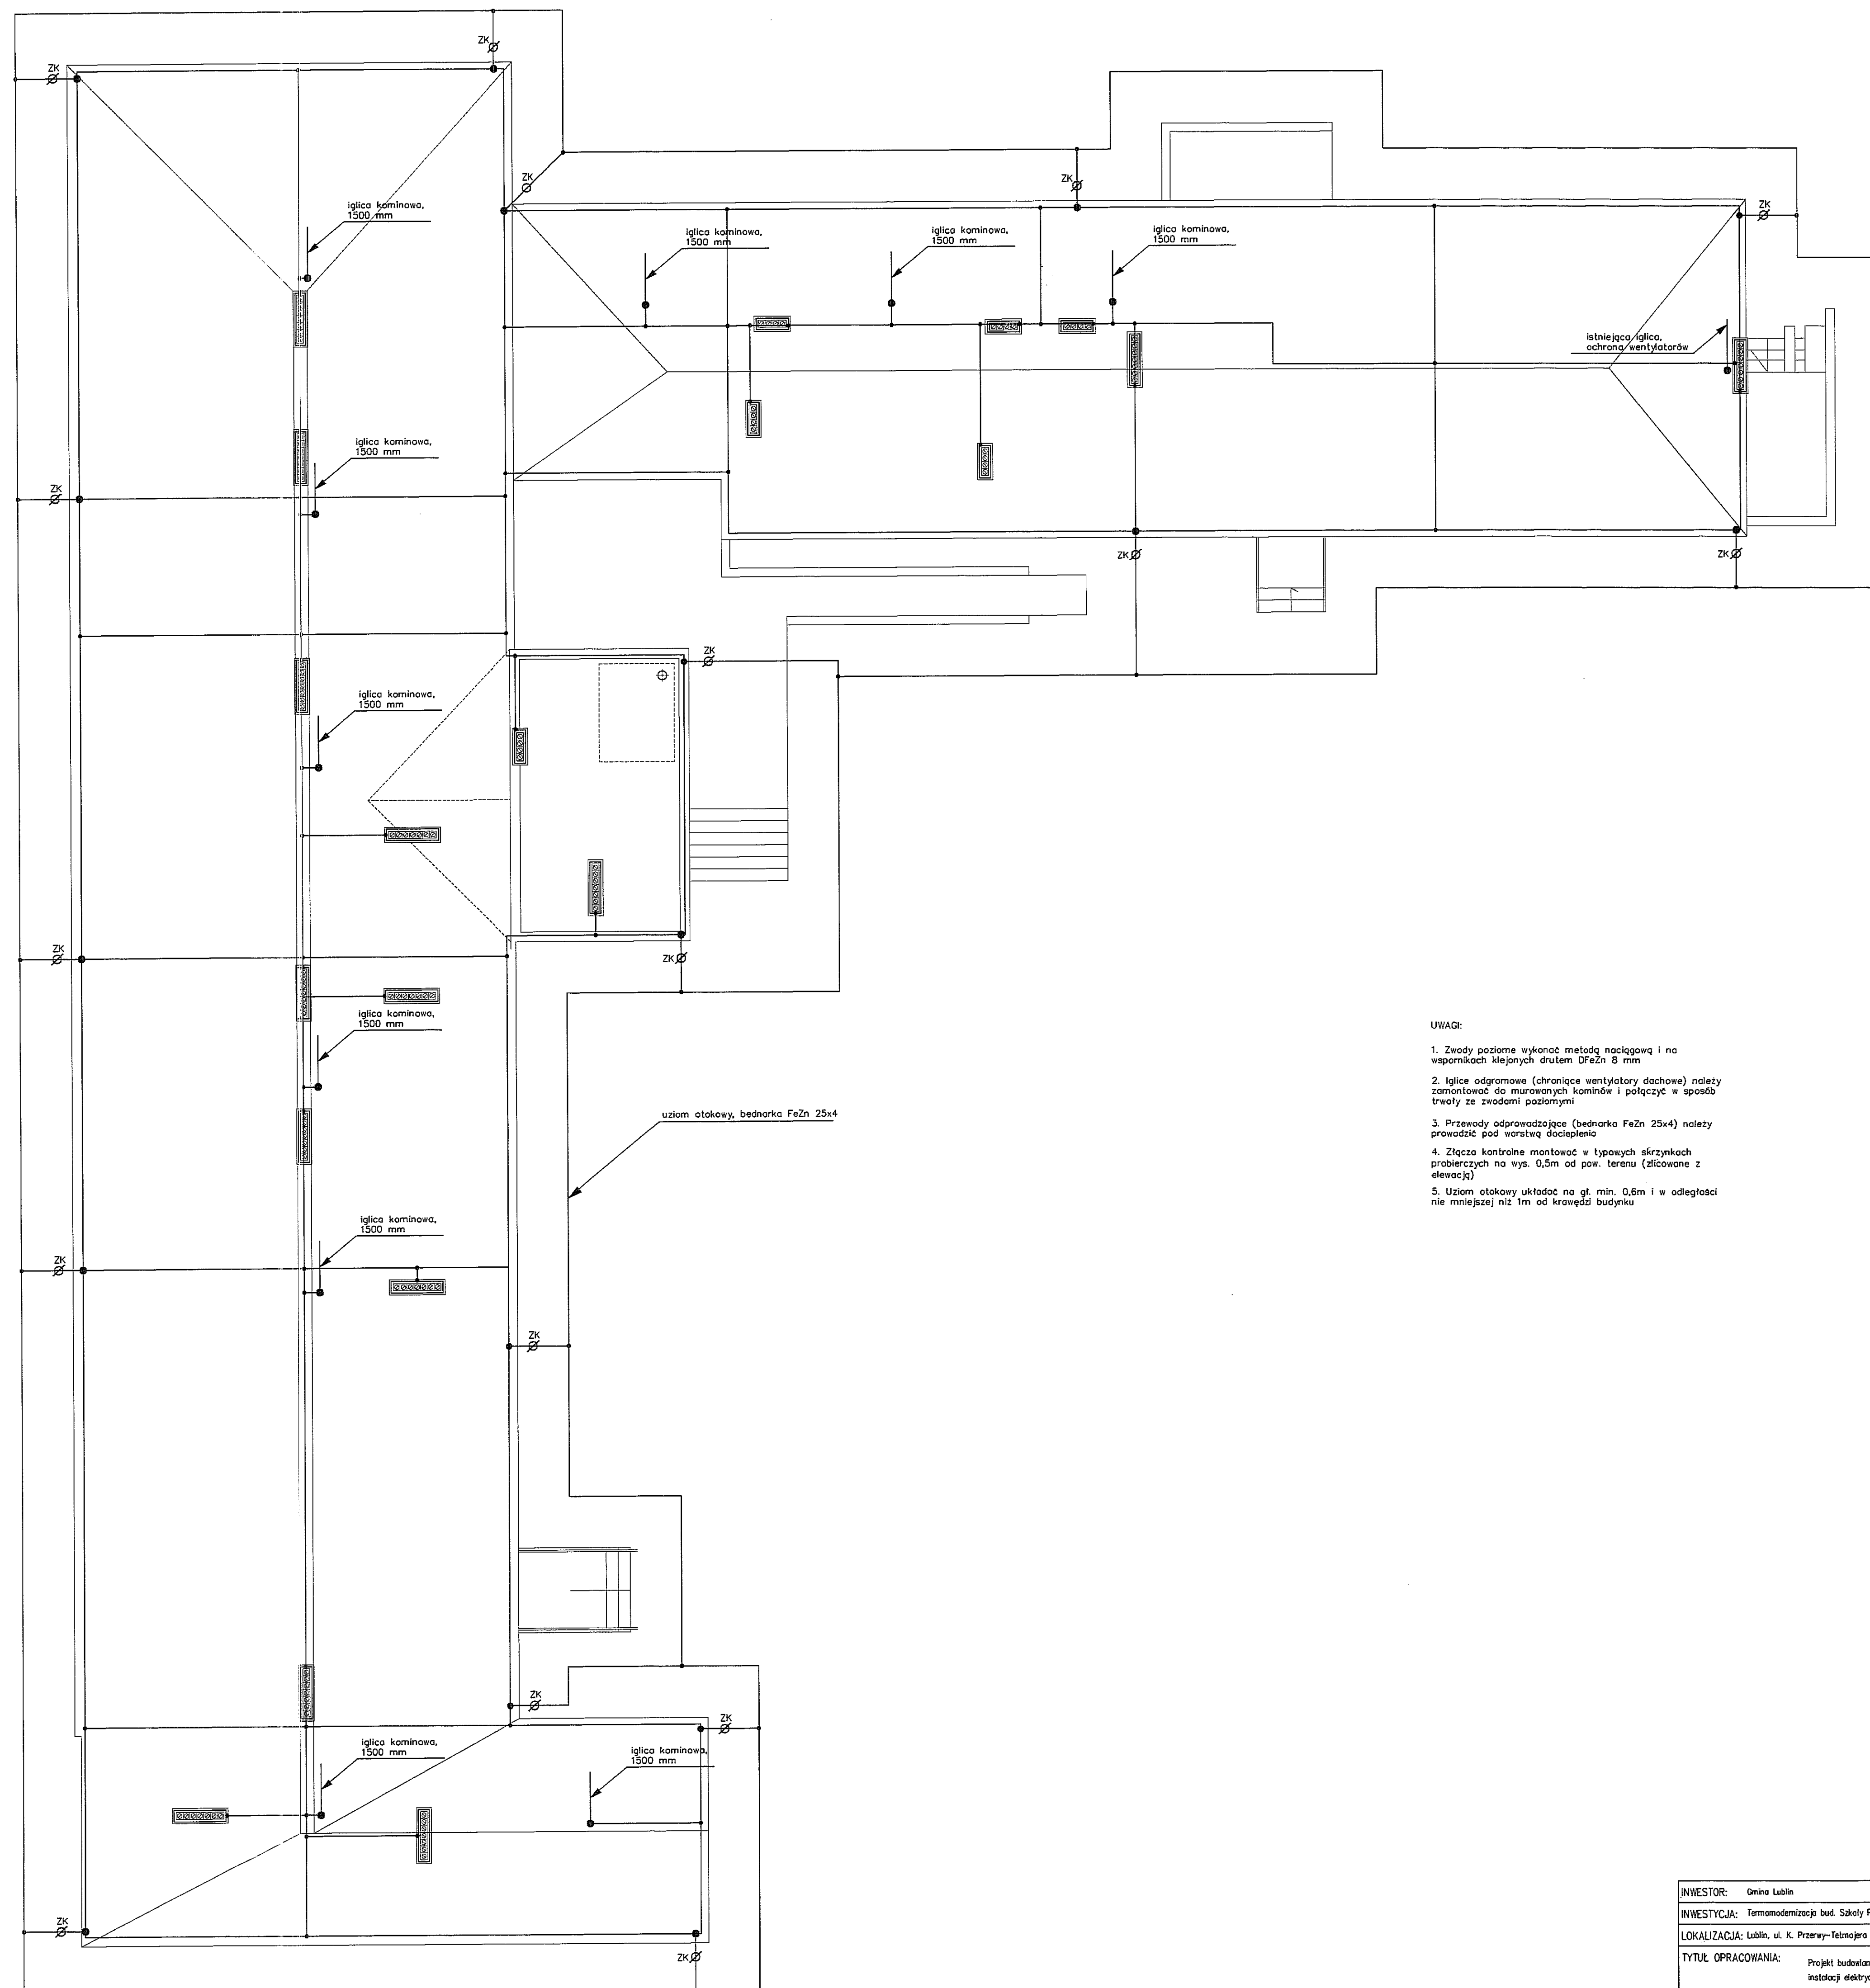 ZK
ZK
ZK
ZK
ZK
iglica kominowa,
1500 mm
iglica kominowa,
1500 mm
iglica kominowa,
1500 mm
iglica kominowa,
1500 mm
istniejąca iglica,
ochrona wentylatorów
iglica kominowa,
1500 mm
ZK
ZK
ZK
ZK
iglica kominowa,
1500 mm
ZK
ZK
iglica kominowa,
1500 mm
UWAGI:
1. Zwody poziome wykonać metodą naciągową i na
wspornikach klejonych drutem DFeZn 8 mm
2. Iglice odgromowe (chroniące wentylatory dachowe) należy
zamontować do murowanych kominów i połączyć w sposób
trwały ze zwodami poziomymi
3. Przewody odprowadzające (bednarka FeZn 25x4) należy
prowadzić pod warstwą docieplenia
4. Złącza kontrolne montować w typowych skrzynkach
probierczych na wys. 0,5m od pow. terenu (zlicowane z
elewacją)
5. Uziom otokowy układać na gł. min. 0,6m i w odległości
nie mniejszej niż 1m od krawędzi budynku
uziom otokowy, bednarka FeZn 25x4
iglica kominowa,
1500 mm
ZK
ZK
ZK
ZK
iglica kominowa,
1500 mm
iglica kominowa,
1500 mm
ZK
ZK
INWESTOR: Gmina Lublin
INWESTYCJA: Termomodernizacja bud. Szkoły
LOKALIZACJA: Lublin, ul. K. Przerwy-Tetmajera
TYTUŁ OPRACOWANIA: Projekt budowlan
instalacji elektryc